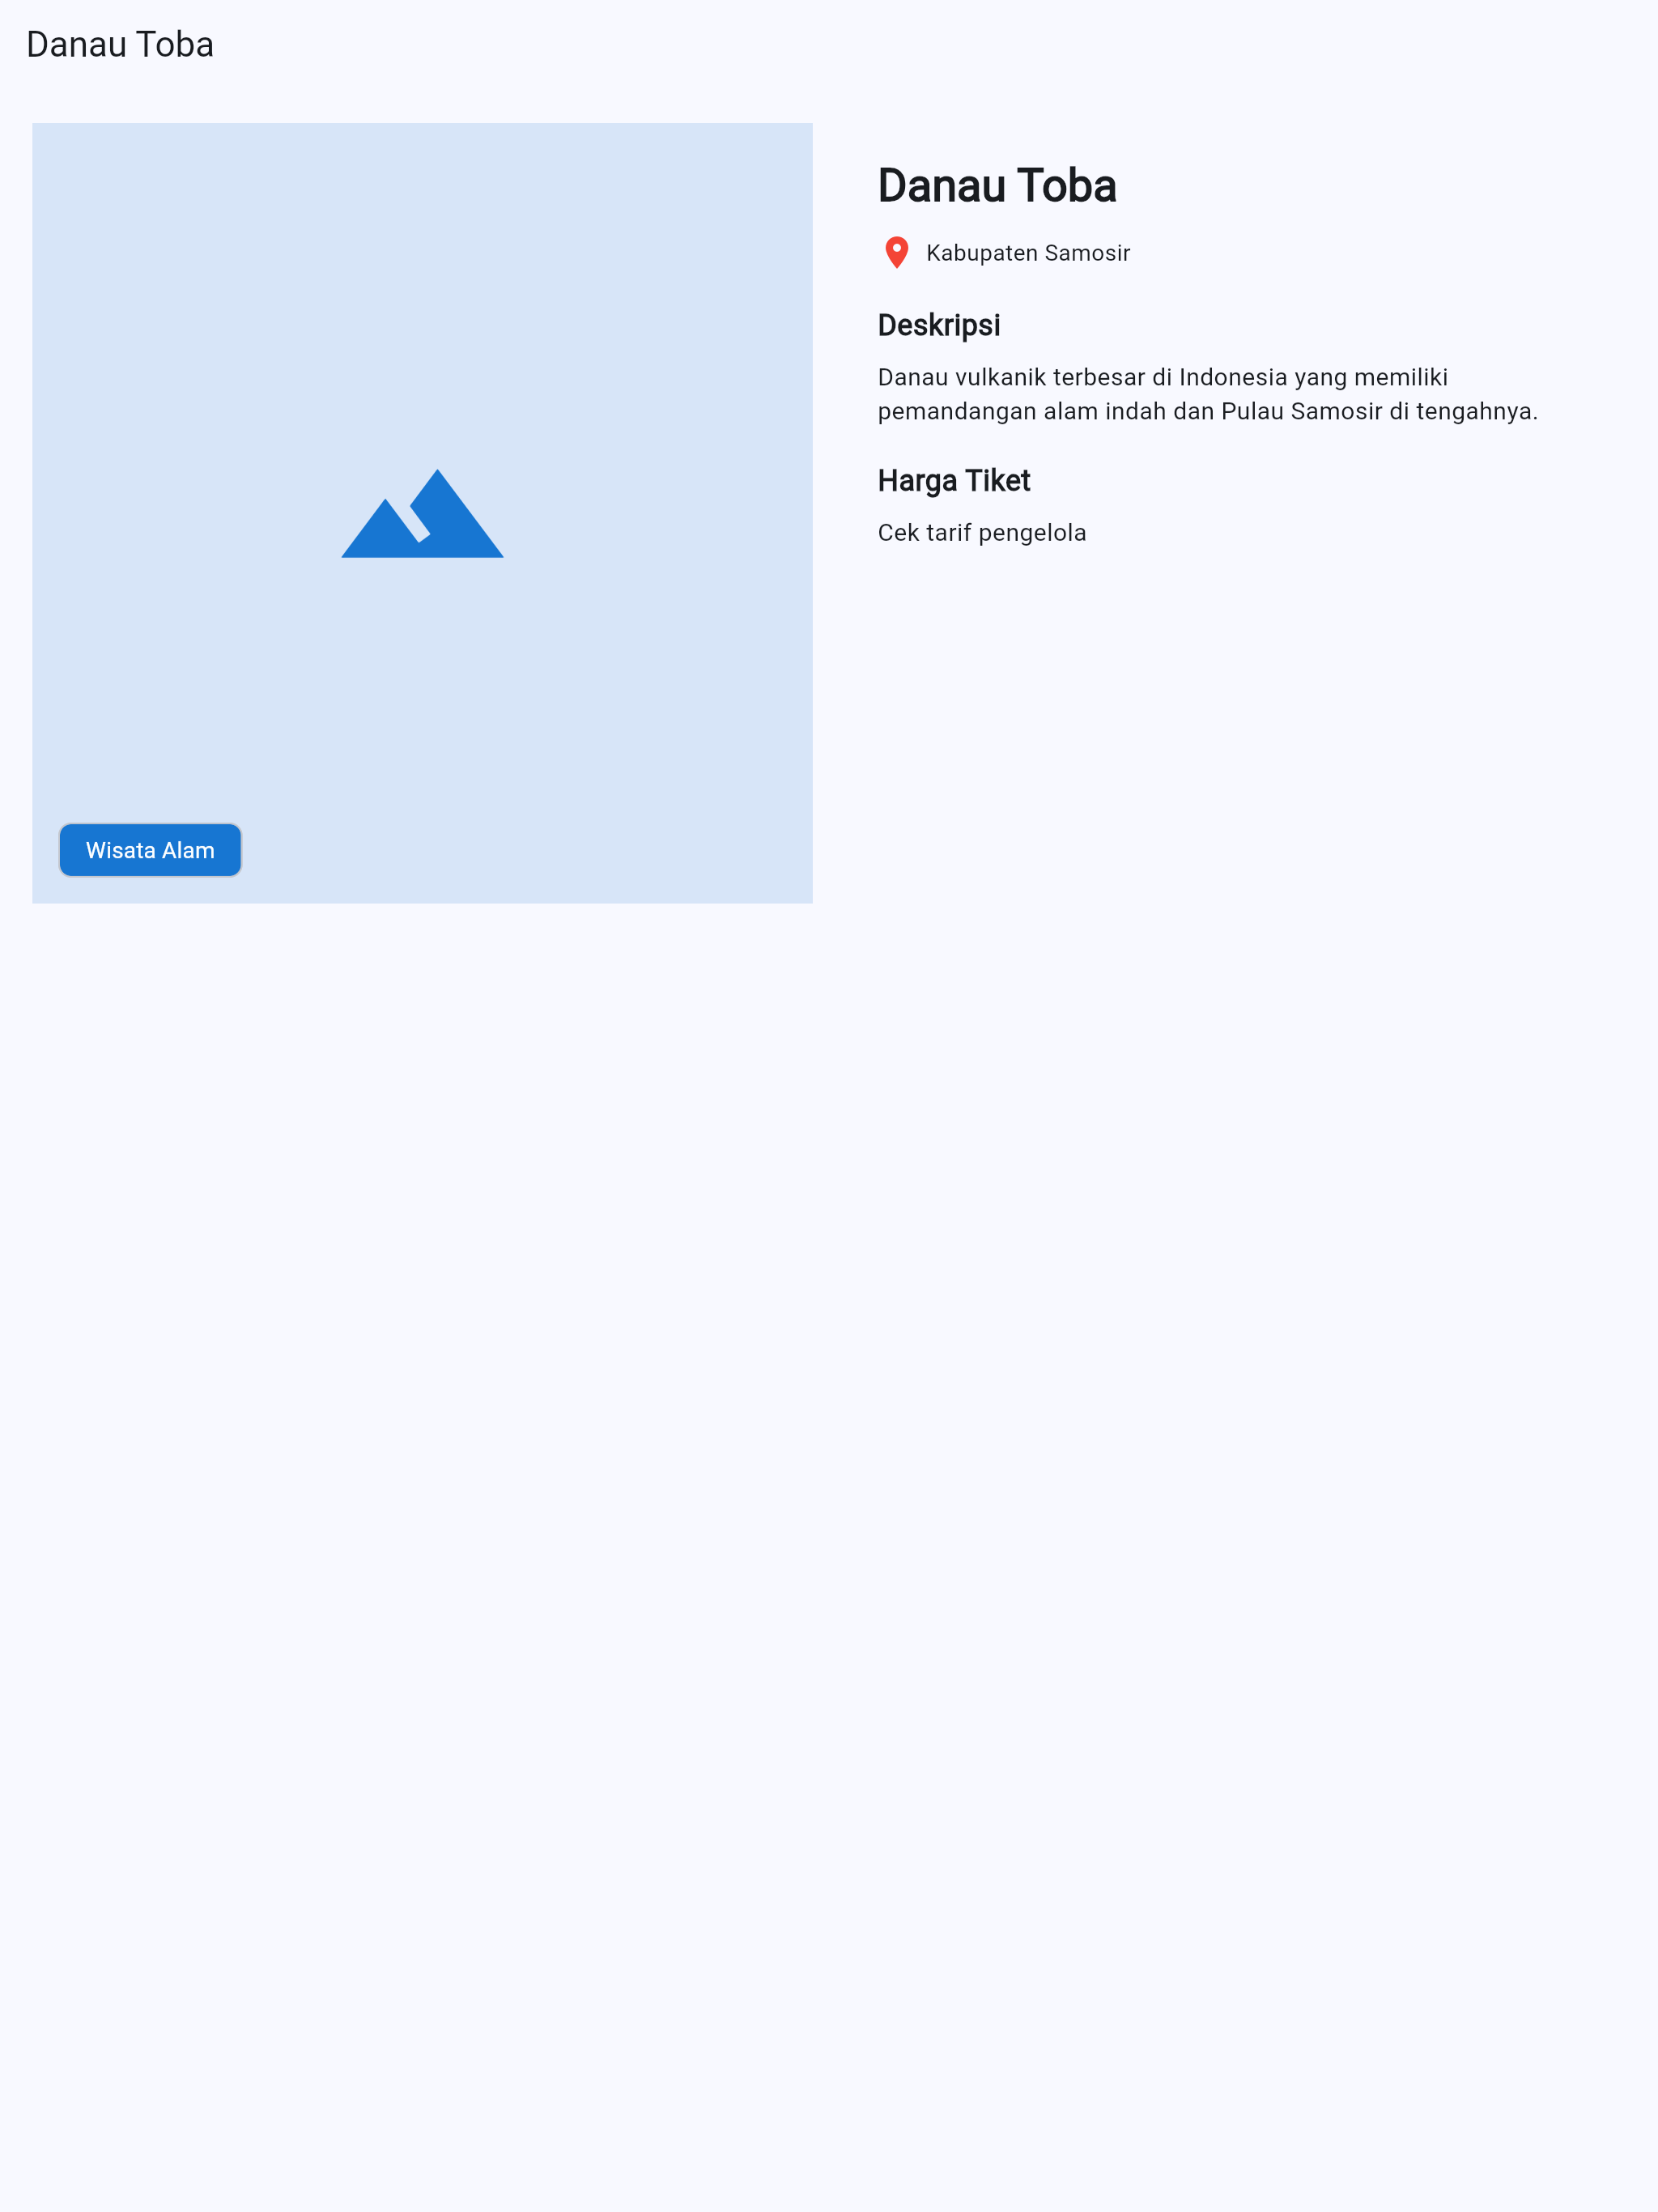 Danau Toba
Wisata Alam
Danau Toba
Kabupaten Samosir
Deskripsi
Danau vulkanik terbesar di Indonesia yang memiliki
pemandangan alam indah dan Pulau Samosir di tengahnya.
Harga Tiket
Cek tarif pengelola